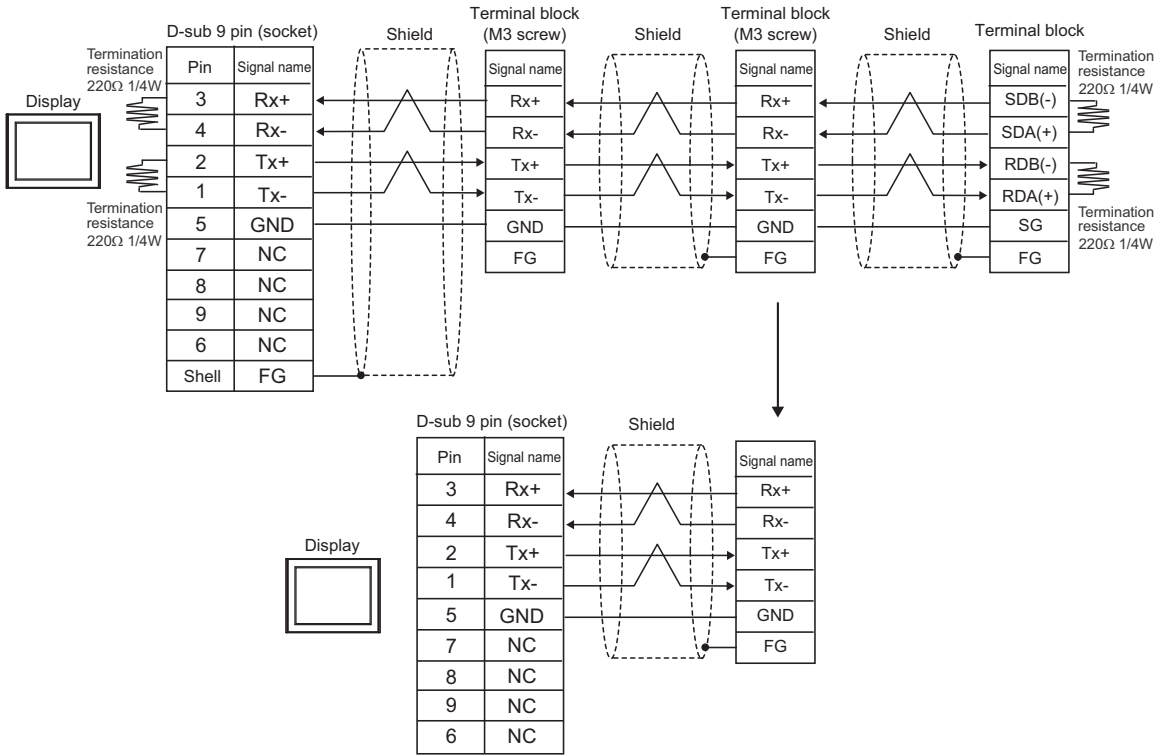 D-sub 9 pin (socket)
Shield
Terminal block
(M3 screw)
Shield
Terminal block
(M3 screw)
Shield
Terminal block
Termination
resistance
220Ω 1/4W
Pin Signal name
Signal name
Signal name
Signal name
Termination
resistance
220Ω 1/4W
Display
3 Rx+
Rx+
Rx+
SDB(-)
4 Rx-
Rx-
Rx-
SDA(+)
2 Tx+
Tx+
Tx+
RDB(-)
1 Tx-
Tx-
Tx-
RDA(+)
Termination
resistance
220Ω 1/4W
5 GND
GND
GND
SG
Termination
resistance
220Ω 1/4W
7 NC
FG
FG
FG
8 NC
9 NC
6 NC
Shell FG
D-sub 9 pin (socket)
Shield
Pin Signal name
Signal name
3 Rx+
Rx+
4 Rx-
Rx-
Display
2 Tx+
Tx+
1 Tx-
Tx-
5 GND
GND
7 NC
FG
8 NC
9 NC
6 NC